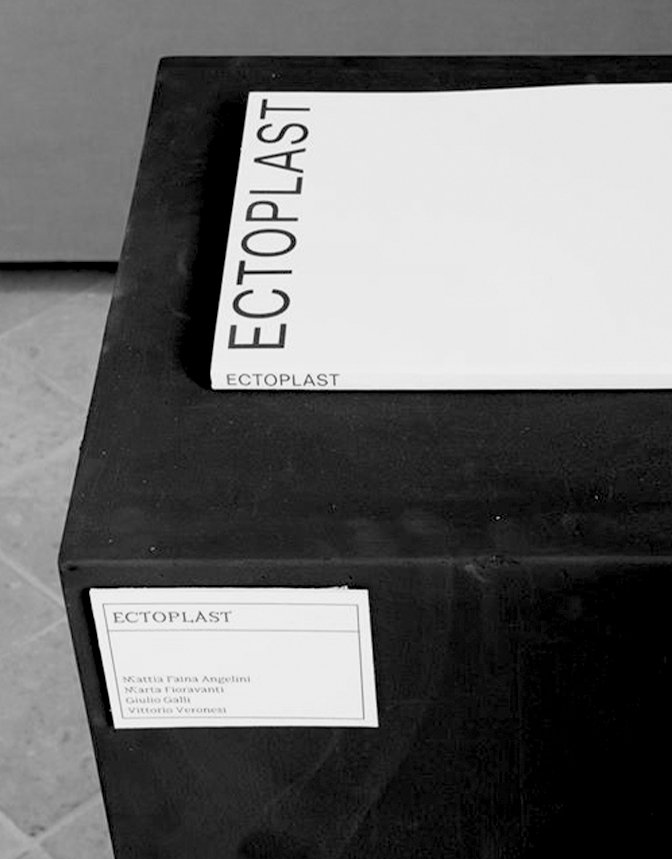 ECTOPLAST
ECTOPLAST
ECTOPLAST
Mattia Faina Angelini
Marta Fioravanti
Giulio Galli
Vittorio Veronesi